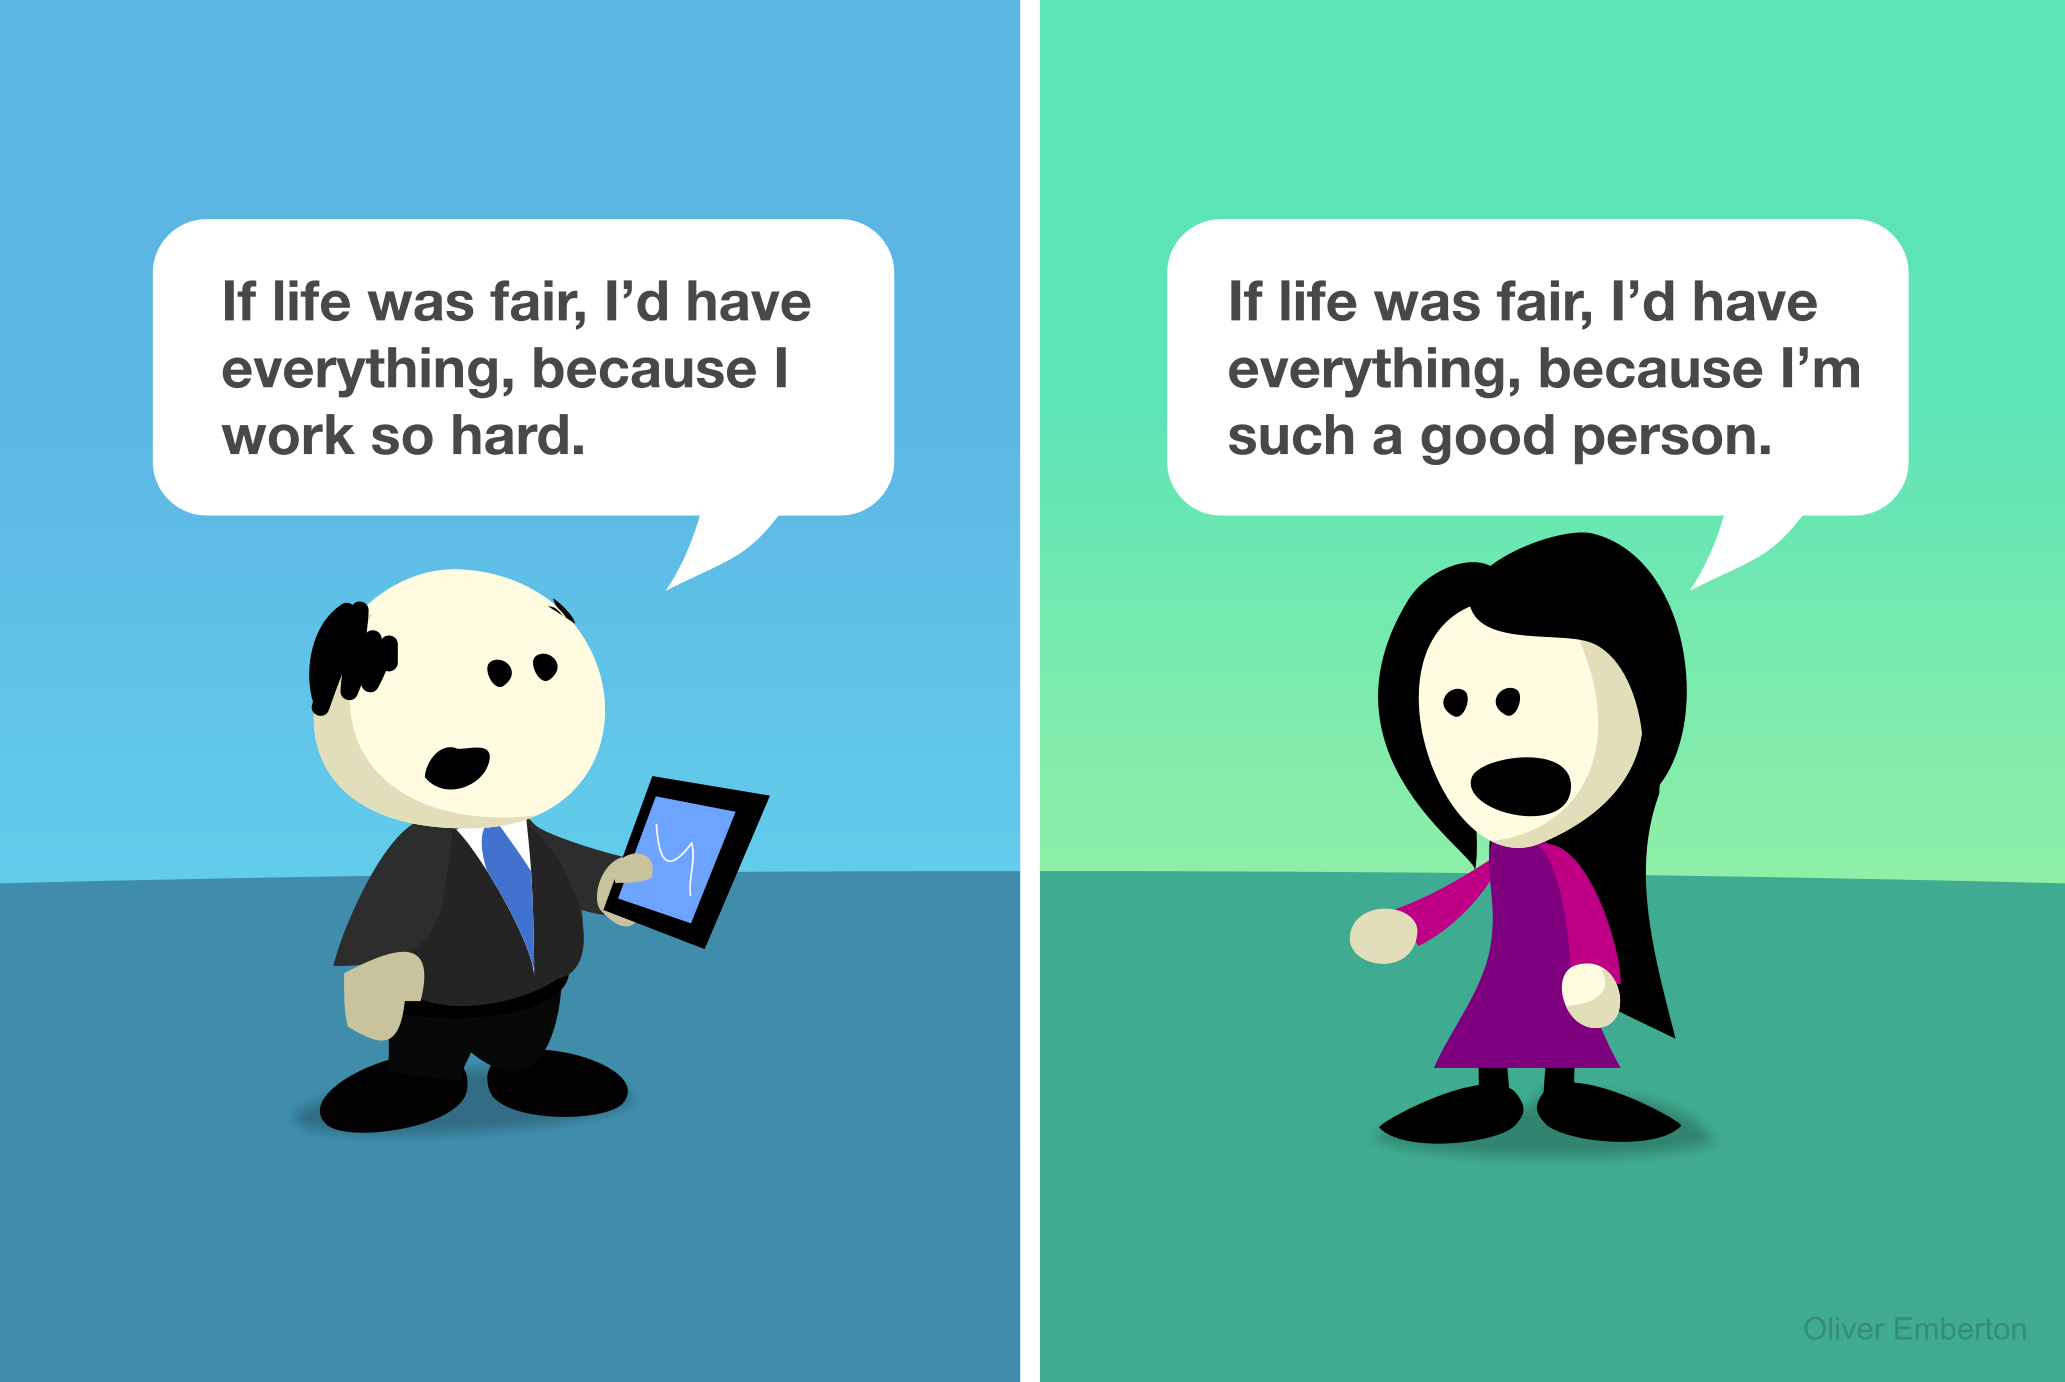 If life was fair, I’d have
everything, because I
work so hard.
If life was fair, I’d have
everything, because I’m
such a good person.
Oliver Emberton